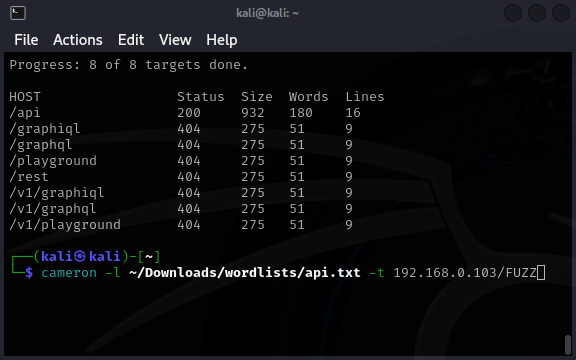 kali@kali: ~
File Actions Edit View Help
Progress: 8 of 8 targets done.
HOST Status Size Words Lines
/api 200 932 180 16
/graphiql 404 275 51 9
/graphql 404 275 51 9
/playground 404 275 51 9
/rest 404 275 51 9
/v1/graphiql 404 275 51 9
/v1/graphql 404 275 51 9
/v1/playground 404 275 51 9
┌──(kali㉿kali)-[~]
└─$ cameron -l ~/Downloads/wordlists/api.txt -t 192.168.0.103/FUZZ